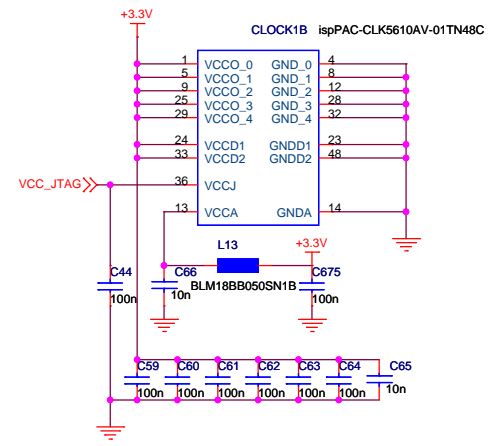 +3.3V
CLOCK1B ispPAC-CLK5610AV-01TN48C
1 VCCO_0 GND_0 4
5 VCCO_1 GND_1 8
9 VCCO_2 GND_2 12
25 VCCO_3 GND_3 28
29 VCCO_4 GND_4 32
24 VCCD1 GNDD1 23
33 VCCD2 GNDD2 48
VCC_JTAG 36 VCCJ
13 VCCA GNDA 14
L13 +3.3V
C44 C66 C675
BLM18BB050SN1B
100n 10n 100n
C59 C60 C61 C62 C63 C64 C65
100n 100n 100n 100n 100n 100n 10n